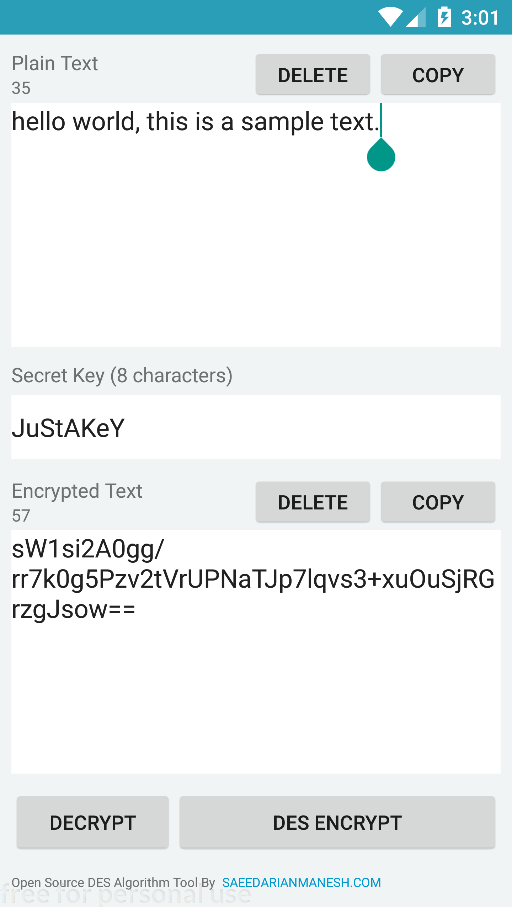 3:01
Plain Text
35
DELETE
COPY
hello world, this is a sample text.
Secret Key (8 characters)
JuStAKeY
Encrypted Text
57
DELETE
COPY
sW1si2A0gg/
rr7k0g5Pzv2tVrUPNaTJp7lqvs3+xuOuSjRG
rzgJsow==
DECRYPT
DES ENCRYPT
Open Source DES Algorithm Tool By SAEEDARIANMANESH.COM
free for personal use